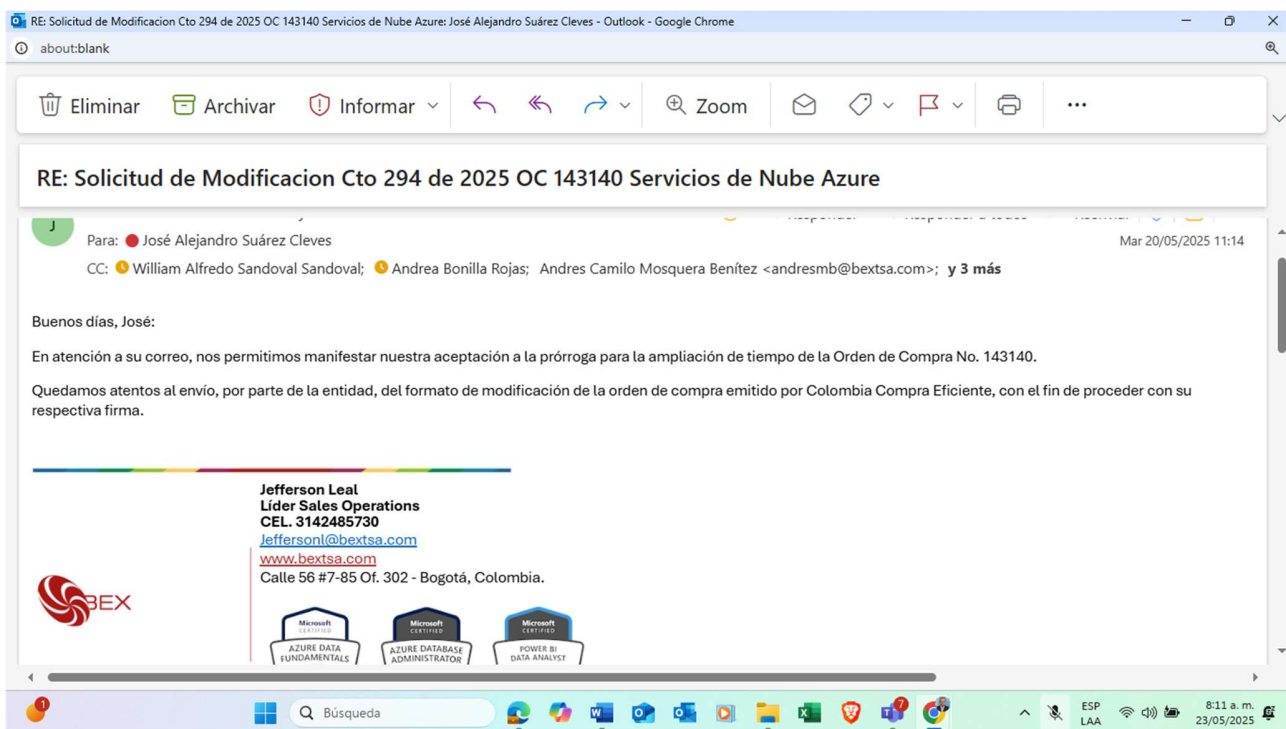 RE: Solicitud de Modificacion Cto 294 de 2025 OC 143140 Servicios de Nube Azure: José Alejandro Suárez Cleves - Outlook - Google Chrome
about:blank
Eliminar Archivar Informar Zoom
RE: Solicitud de Modificacion Cto 294 de 2025 OC 143140 Servicios de Nube Azure
J
Para: José Alejandro Suárez Cleves
Mar 20/05/2025 11:14
CC: William Alfredo Sandoval Sandoval; Andrea Bonilla Rojas; Andres Camilo Mosquera Benítez <andresmb@bextsa.com>; y 3 más
Buenos días, José:
En atención a su correo, nos permitimos manifestar nuestra aceptación a la prórroga para la ampliación de tiempo de la Orden de Compra No. 143140.
Quedamos atentos al envío, por parte de la entidad, del formato de modificación de la orden de compra emitido por Colombia Compra Eficiente, con el fin de proceder con su
respectiva firma.
Jefferson Leal
Líder Sales Operations
CEL. 3142485730
Jeffersonl@bextsa.com
www.bextsa.com
Calle 56 #7-85 Of. 302 - Bogotá, Colombia.
BEX
Microsoft CERTIFIED AZURE DATA FUNDAMENTALS
Microsoft CERTIFIED AZURE DATABASE ADMINISTRATOR
Microsoft CERTIFIED POWER BI DATA ANALYST
1
Búsqueda
7
ESP
LAA
8:11 a. m.
23/05/2025